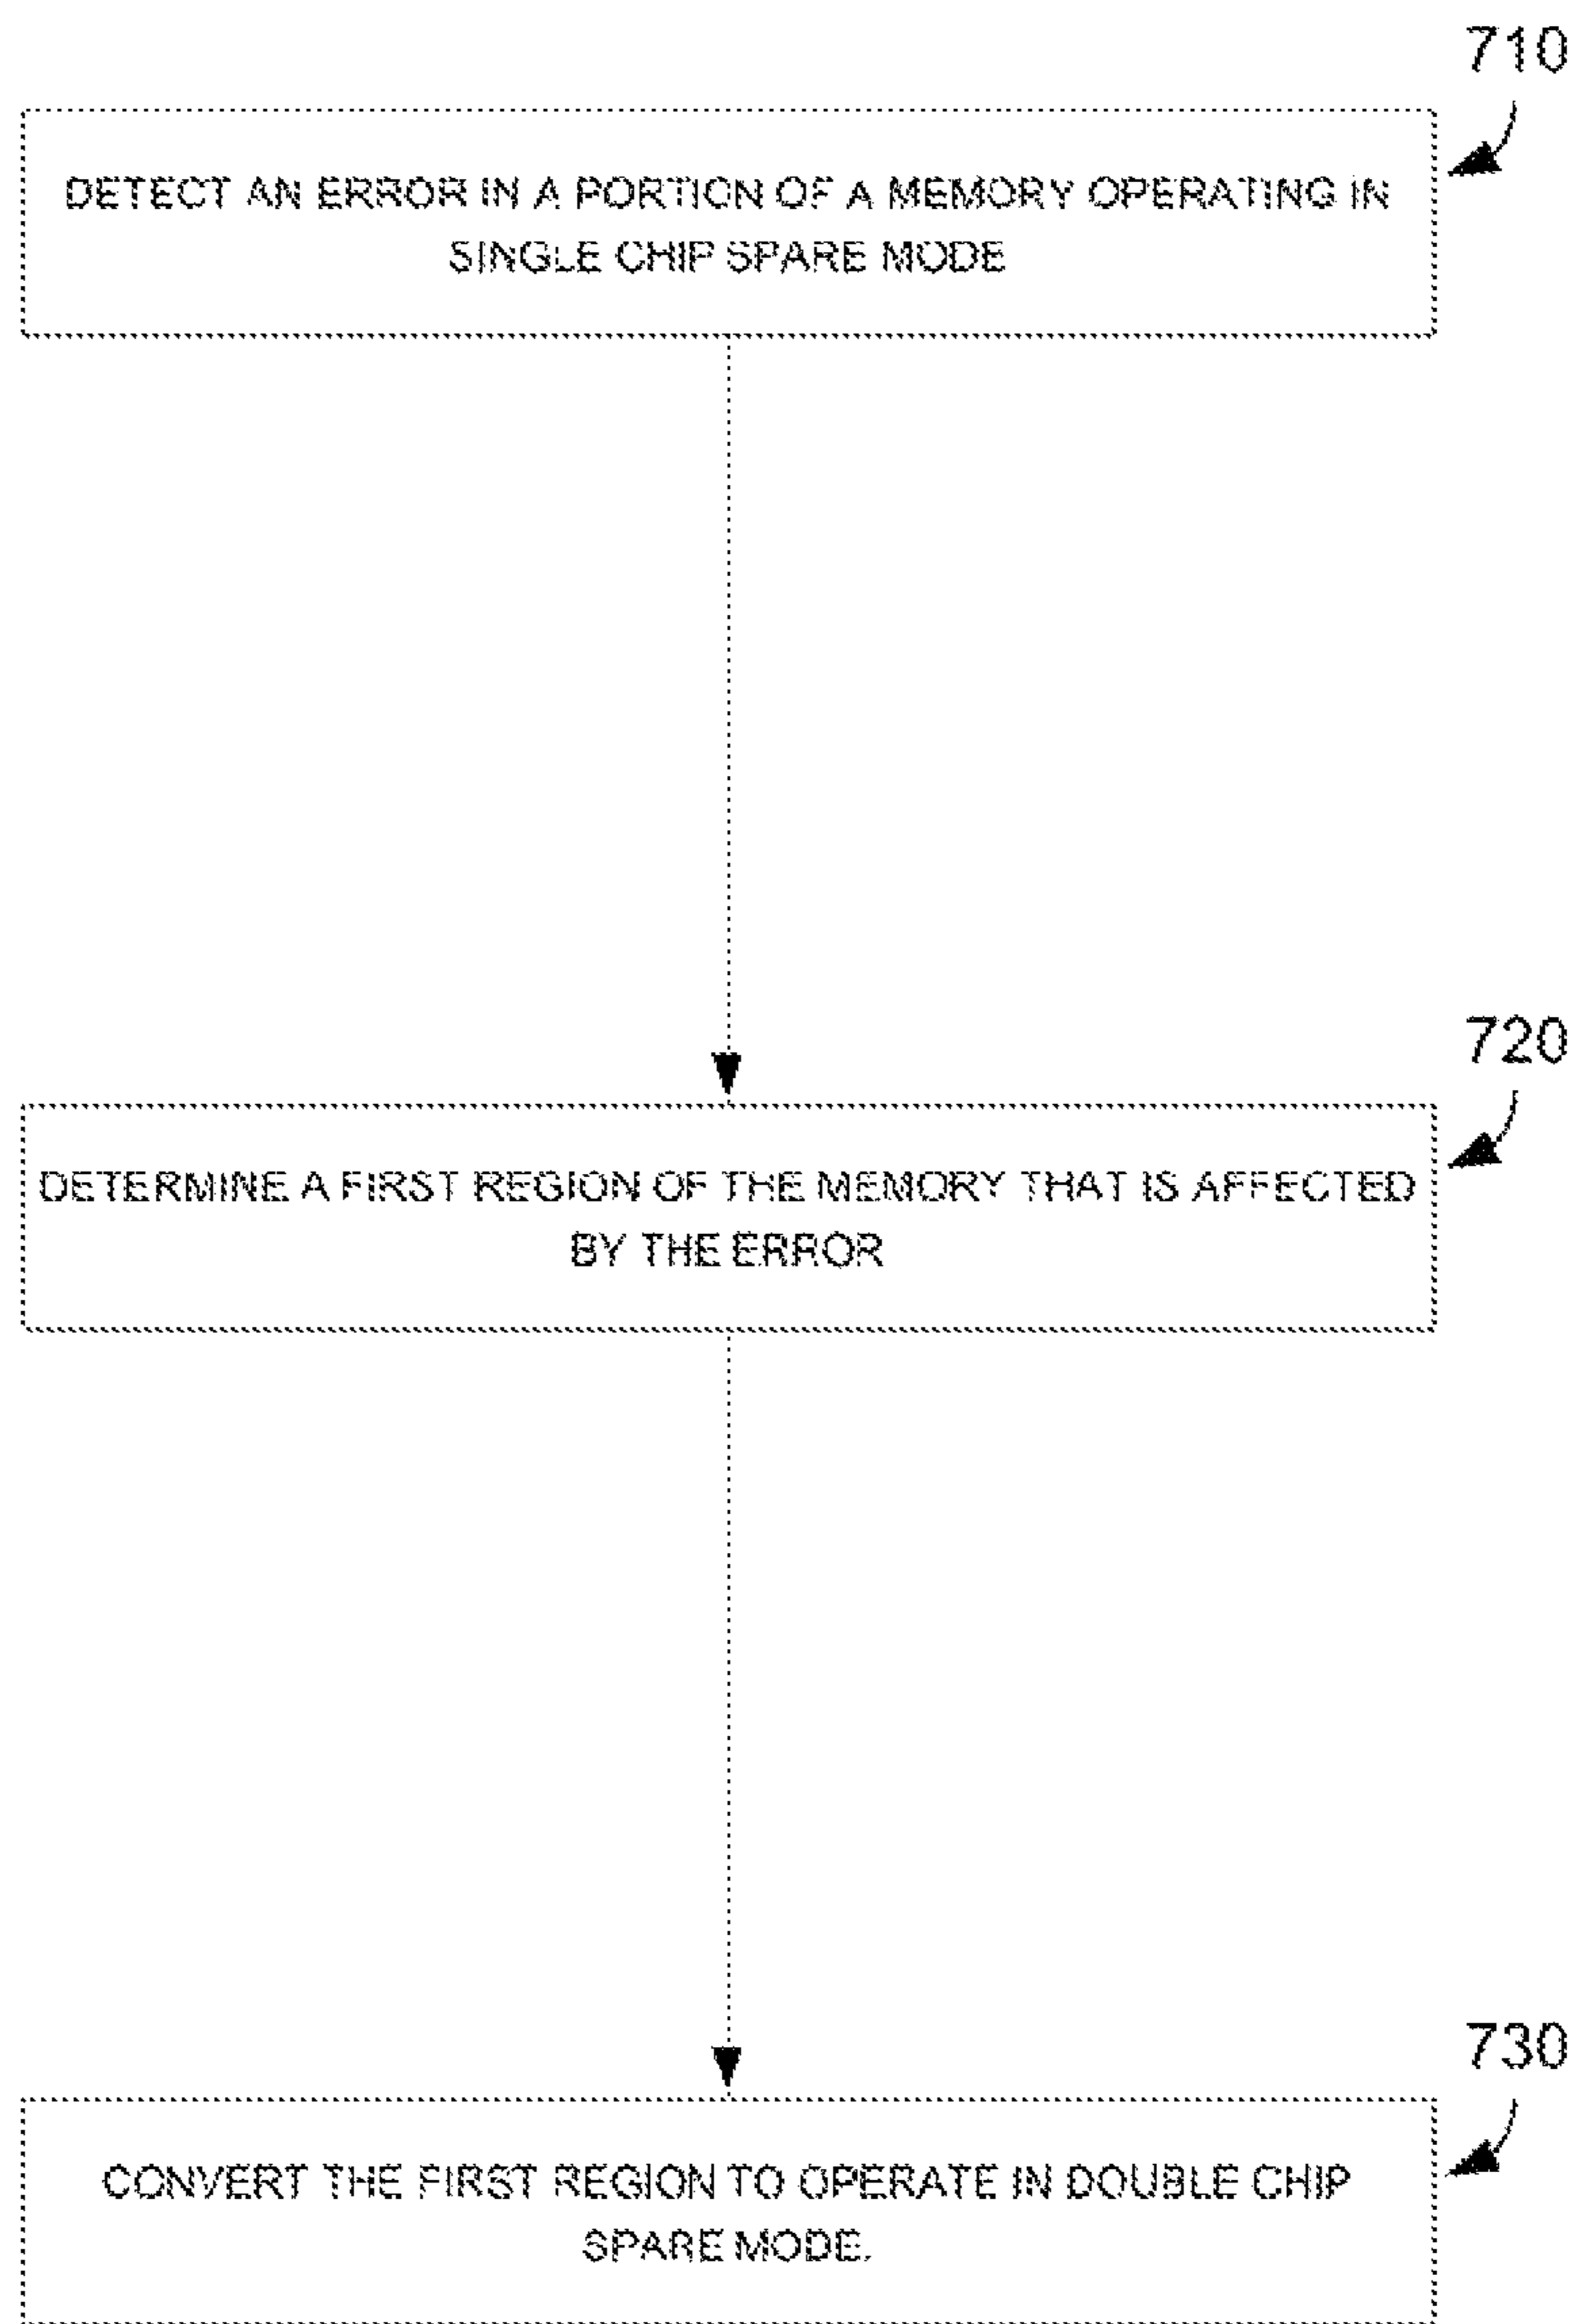 710
DETECT AN ERROR IN A PORTION OF A MEMORY OPERATING IN
SINGLE CHIP SPARE MODE
720
DETERMINE A FIRST REGION OF THE MEMORY THAT IS AFFECTED
BY THE ERROR
730
CONVERT THE FIRST REGION TO OPERATE IN DOUBLE CHIP
SPARE MODE.